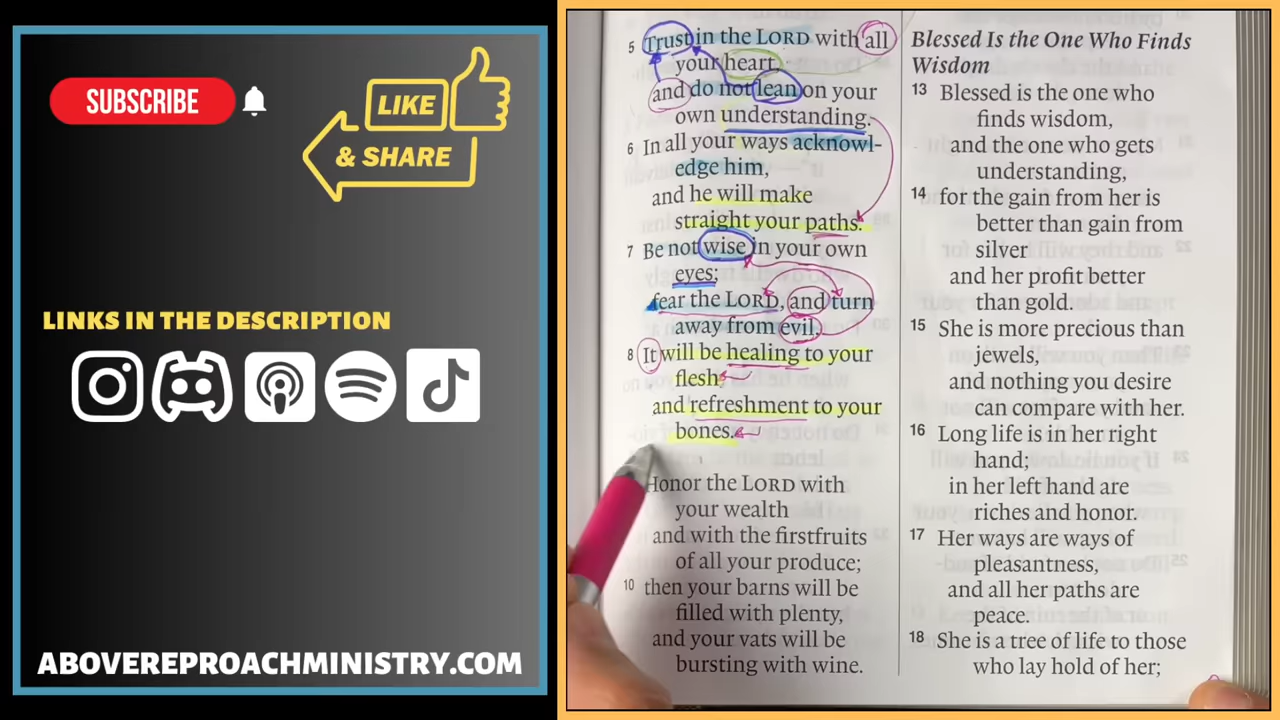 SUBSCRIBE
LIKE
& SHARE
LINKS IN THE DESCRIPTION
ABOVEREPROACHMINISTRY.COM
5 Trust in the LORD with all
your heart,
and do not lean on your
own understanding.
6 In all your ways acknowl-
edge him,
and he will make
straight your paths.
7 Be not wise in your own
eyes;
fear the LORD, and turn
away from evil.
8 It will be healing to your
flesh
and refreshment to your
bones.
Honor the LORD with
your wealth
and with the firstfruits
of all your produce;
10 then your barns will be
filled with plenty,
and your vats will be
bursting with wine.
Blessed Is the One Who Finds
Wisdom
13 Blessed is the one who
finds wisdom,
and the one who gets
understanding,
14 for the gain from her is
better than gain from
silver
and her profit better
than gold.
15 She is more precious than
jewels,
and nothing you desire
can compare with her.
16 Long life is in her right
hand;
in her left hand are
riches and honor.
17 Her ways are ways of
pleasantness,
and all her paths are
peace.
18 She is a tree of life to those
who lay hold of her;